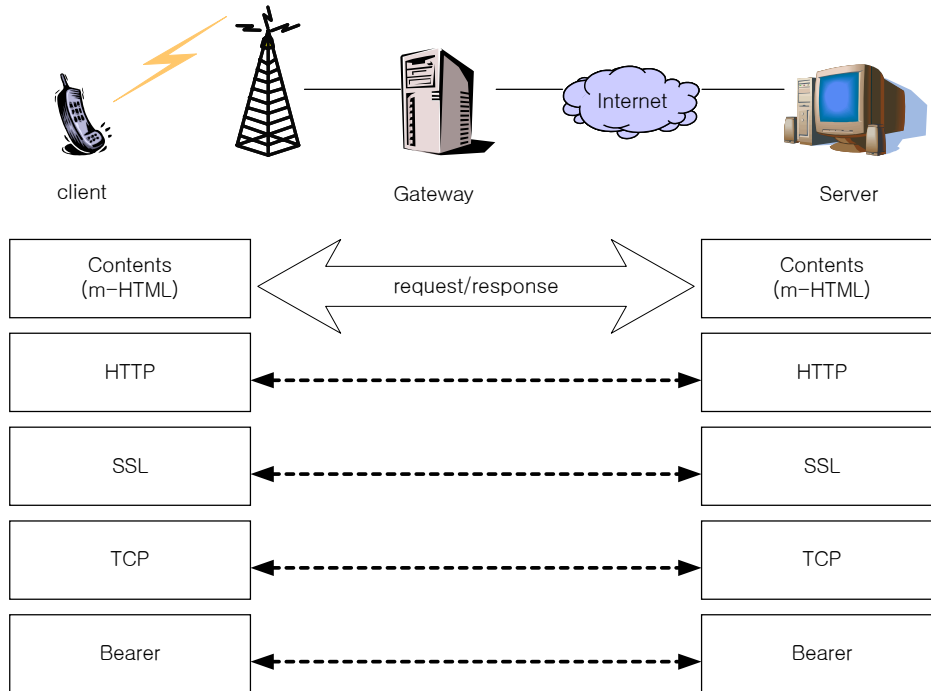 Internet
client
Gateway
Server
Contents
(m-HTML)
request/response
Contents
(m-HTML)
HTTP
HTTP
SSL
SSL
TCP
TCP
Bearer
Bearer